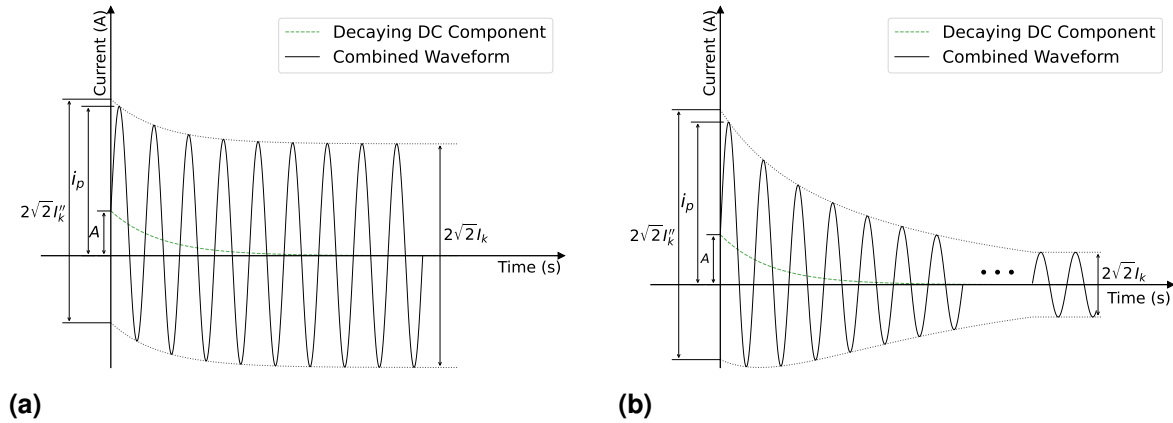 Current (A)
Decaying DC Component
Combined Waveform
i_p
2√2I''_k
A
2√2I_k
Time (s)
(a)
Current (A)
Decaying DC Component
Combined Waveform
i_p
2√2I''_k
A
2√2I_k
Time (s)
(b)